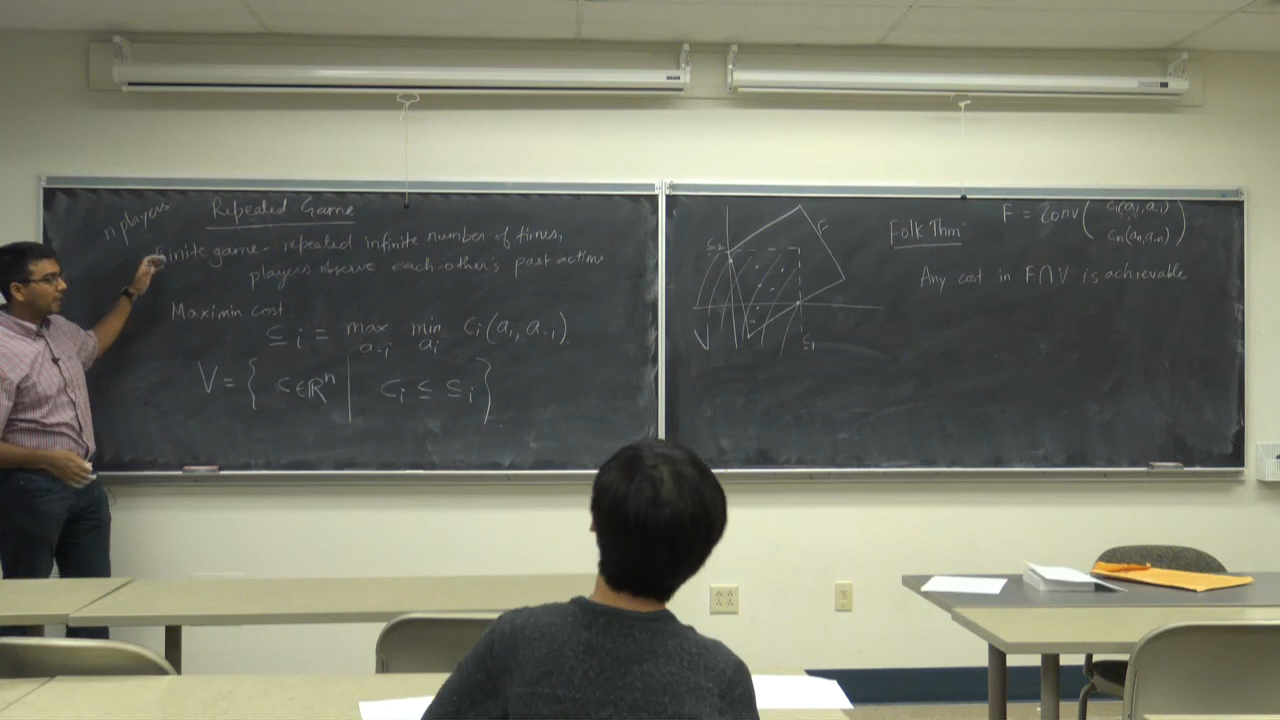 n players
Repeated Game
Finite game - repeated infinite number of times,
players observe each-other's past actions
Maximin cost:
c̲ᵢ = max min cᵢ(aᵢ, a₋ᵢ)
a₋ᵢ aᵢ
V = { c ∈ ℝⁿ | cᵢ ≤ c̲ᵢ }
c̲₂
F
V
c̲₁
Folk Thm:
F = Conv( c₁(a₁,a₋₁)
cₙ(aₙ,a₋ₙ) )
Any cost in F∩V is achievable